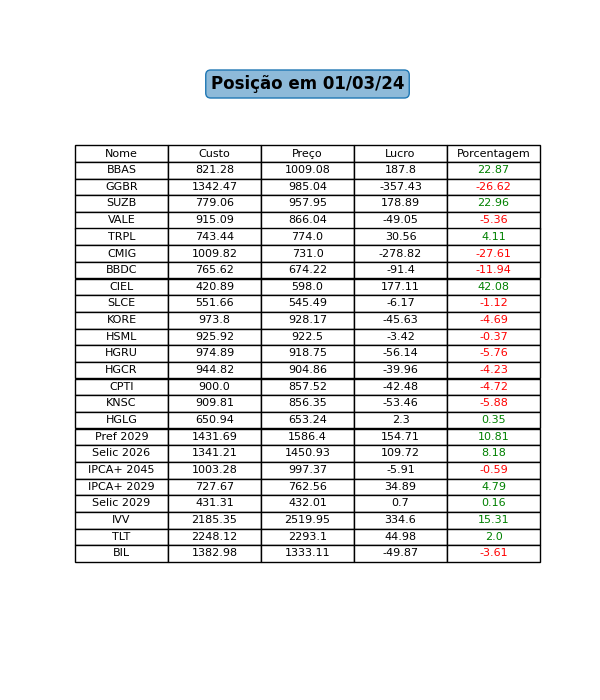 Posição em 01/03/24
Nome Custo Preço Lucro Porcentagem
BBAS 821.28 1009.08 187.8 22.87
GGBR 1342.47 985.04 -357.43 -26.62
SUZB 779.06 957.95 178.89 22.96
VALE 915.09 866.04 -49.05 -5.36
TRPL 743.44 774.0 30.56 4.11
CMIG 1009.82 731.0 -278.82 -27.61
BBDC 765.62 674.22 -91.4 -11.94
CIEL 420.89 598.0 177.11 42.08
SLCE 551.66 545.49 -6.17 -1.12
KORE 973.8 928.17 -45.63 -4.69
HSML 925.92 922.5 -3.42 -0.37
HGRU 974.89 918.75 -56.14 -5.76
HGCR 944.82 904.86 -39.96 -4.23
CPTI 900.0 857.52 -42.48 -4.72
KNSC 909.81 856.35 -53.46 -5.88
HGLG 650.94 653.24 2.3 0.35
Pref 2029 1431.69 1586.4 154.71 10.81
Selic 2026 1341.21 1450.93 109.72 8.18
IPCA+ 2045 1003.28 997.37 -5.91 -0.59
IPCA+ 2029 727.67 762.56 34.89 4.79
Selic 2029 431.31 432.01 0.7 0.16
IVV 2185.35 2519.95 334.6 15.31
TLT 2248.12 2293.1 44.98 2.0
BIL 1382.98 1333.11 -49.87 -3.61